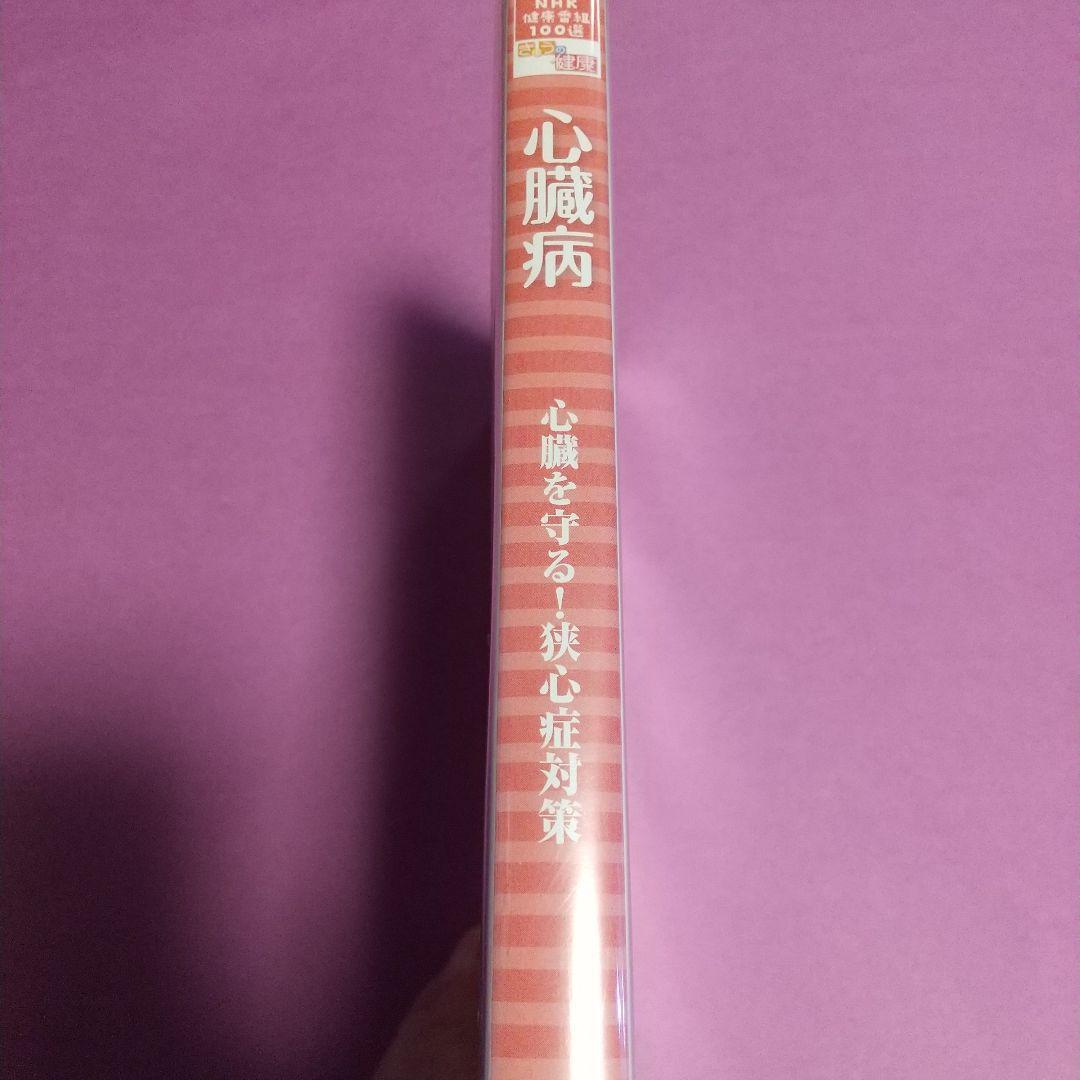 NHK
健康番組
100選
きょうの
健康
心臓病
心臓を守る！狭心症対策